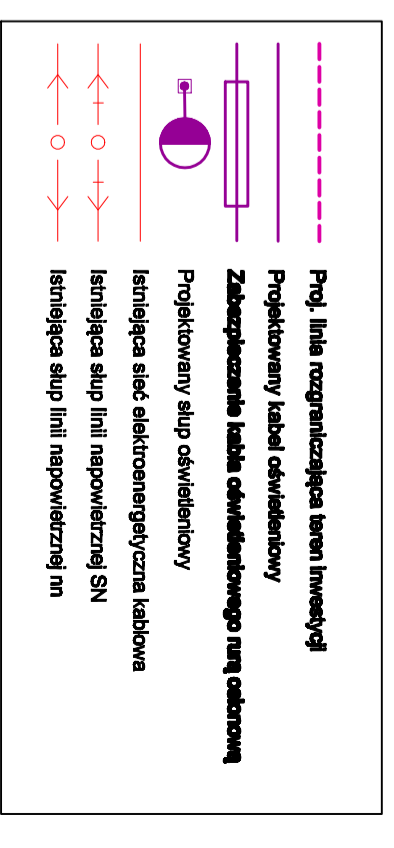 Proj. linia rozgraniczająca teren inwestycji
Projektowany kabel oświetleniowy
Zabezpieczenie kabla oświetleniowego rurą osłonową
Projektowany słup oświetleniowy
Istniejąca sieć elektroenergetyczna kablowa
Istniejąca słup linii napowietrznej SN
Istniejąca słup linii napowietrznej nn